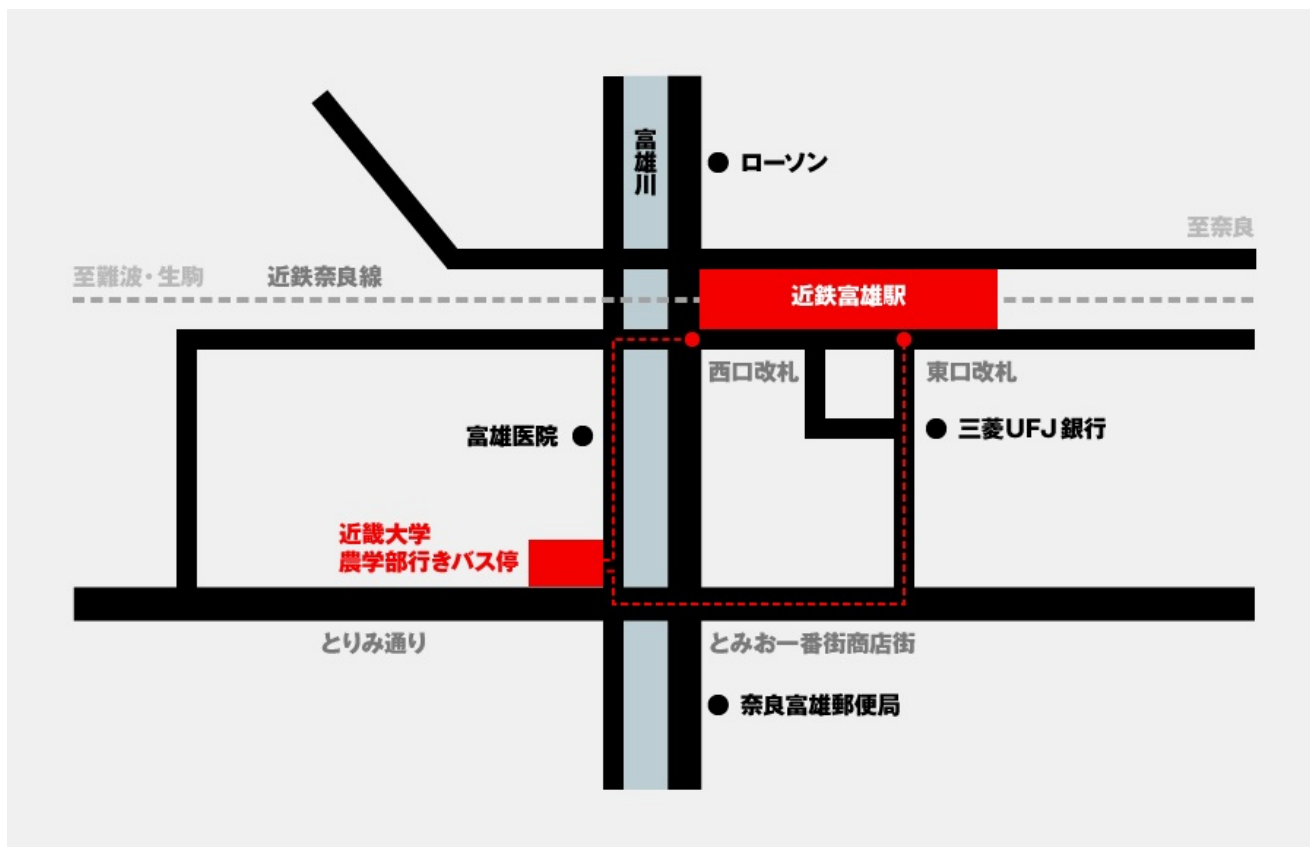 富雄川
ローソン
至奈良
至難波・生駒
近鉄奈良線
近鉄富雄駅
西口改札
東口改札
富雄医院
三菱UFJ銀行
近畿大学
農学部行きバス停
とりみ通り
とみお一番街商店街
奈良富雄郵便局